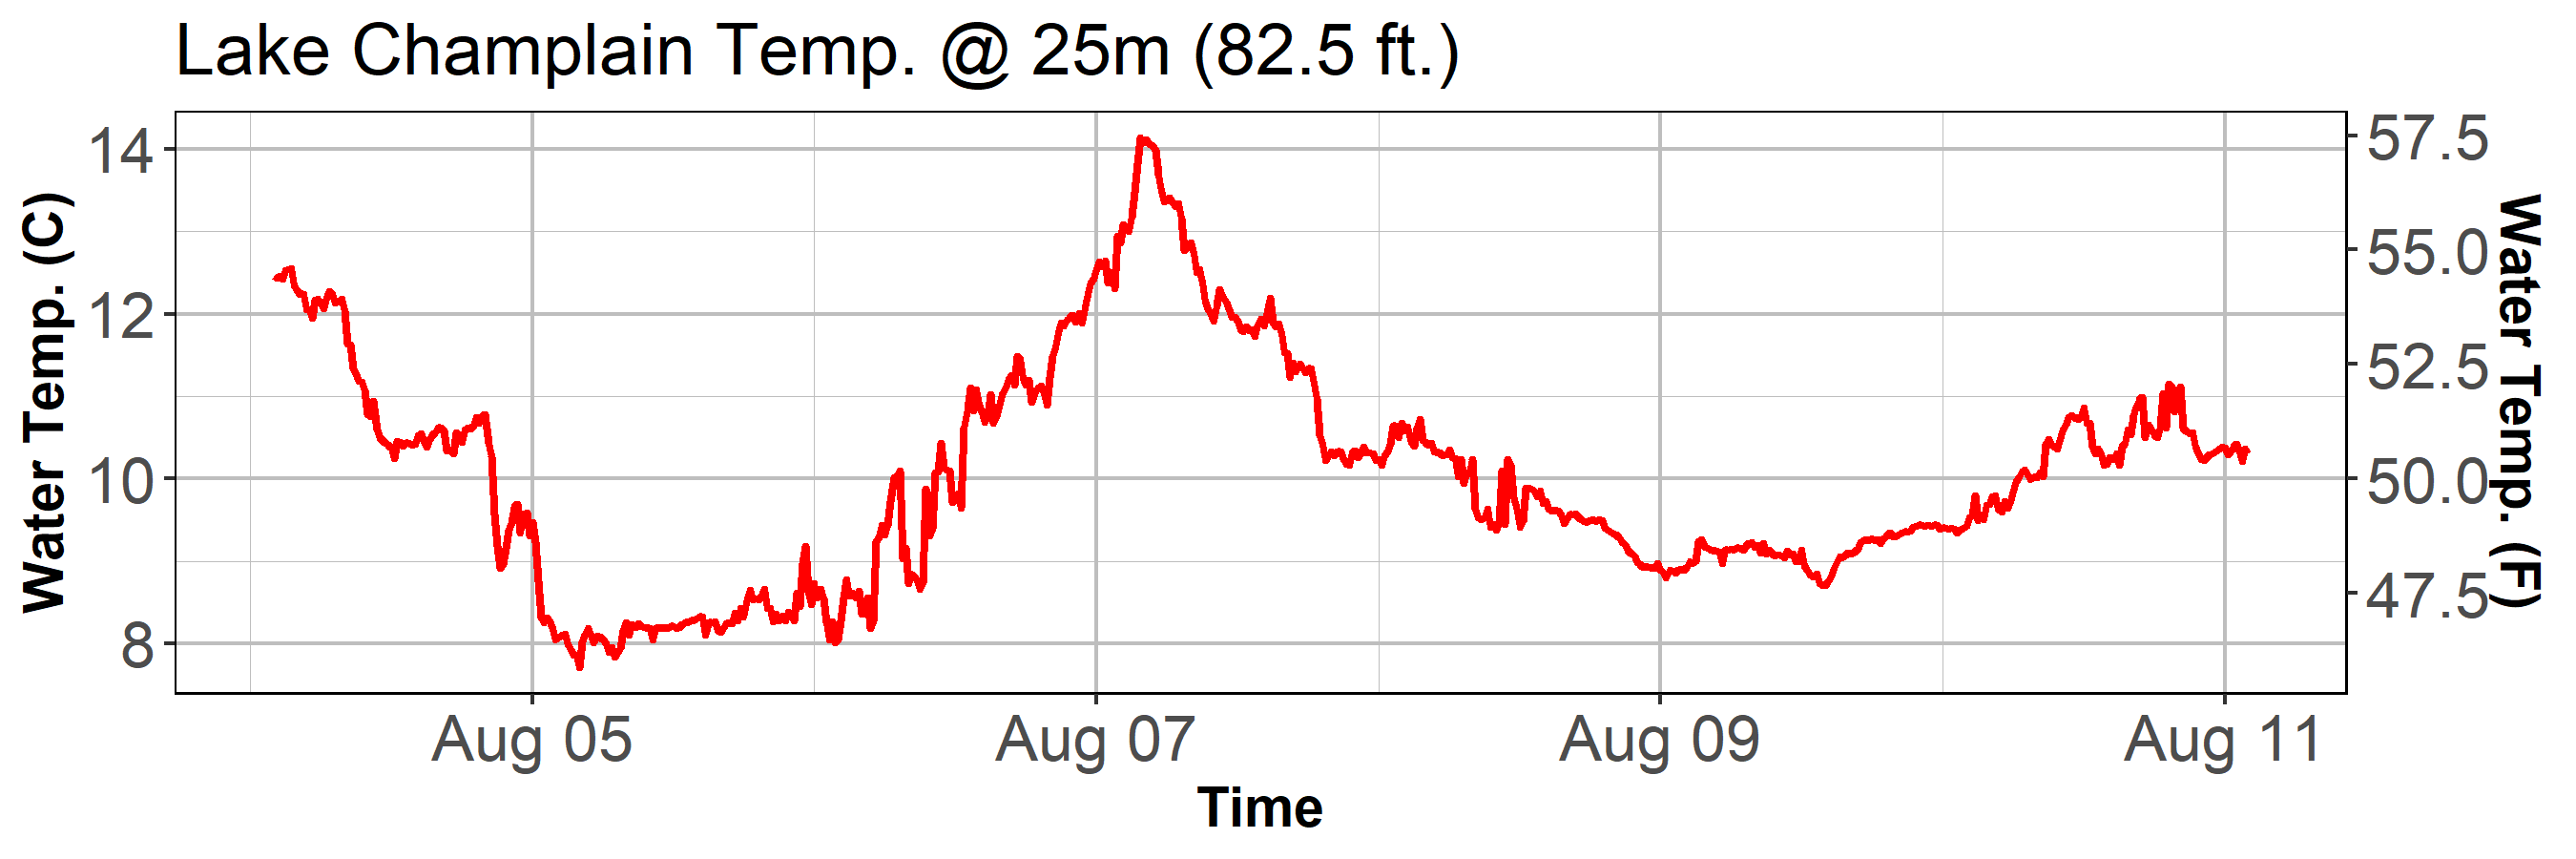 Lake Champlain Temp. @ 25m (82.5 ft.)
Water Temp. (C)
14
12
10
8
57.5
55.0
52.5
50.0
47.5
Water Temp. (F)
Aug 05
Aug 07
Aug 09
Aug 11
Time